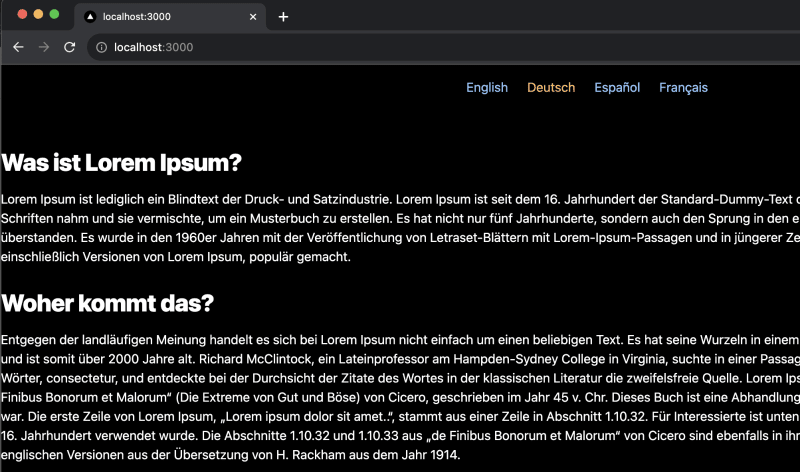 localhost:3000
localhost:3000
English Deutsch Español Français
Was ist Lorem Ipsum?
Lorem Ipsum ist lediglich ein Blindtext der Druck- und Satzindustrie. Lorem Ipsum ist seit dem 16. Jahrhundert der Standard-Dummy-Text
Schriften nahm und sie vermischte, um ein Musterbuch zu erstellen. Es hat nicht nur fünf Jahrhunderte, sondern auch den Sprung in den e
überstanden. Es wurde in den 1960er Jahren mit der Veröffentlichung von Letraset-Blättern mit Lorem-Ipsum-Passagen und in jüngerer Ze
einschließlich Versionen von Lorem Ipsum, populär gemacht.
Woher kommt das?
Entgegen der landläufigen Meinung handelt es sich bei Lorem Ipsum nicht einfach um einen beliebigen Text. Es hat seine Wurzeln in einem
und ist somit über 2000 Jahre alt. Richard McClintock, ein Lateinprofessor am Hampden-Sydney College in Virginia, suchte in einer Passag
Wörter, consectetur, und entdeckte bei der Durchsicht der Zitate des Wortes in der klassischen Literatur die zweifelsfreie Quelle. Lorem Ips
Finibus Bonorum et Malorum“ (Die Extreme von Gut und Böse) von Cicero, geschrieben im Jahr 45 v. Chr. Dieses Buch ist eine Abhandlung
war. Die erste Zeile von Lorem Ipsum, „Lorem ipsum dolor sit amet..“, stammt aus einer Zeile in Abschnitt 1.10.32. Für Interessierte ist unten
16. Jahrhundert verwendet wurde. Die Abschnitte 1.10.32 und 1.10.33 aus „de Finibus Bonorum et Malorum“ von Cicero sind ebenfalls in ihr
englischen Versionen aus der Übersetzung von H. Rackham aus dem Jahr 1914.